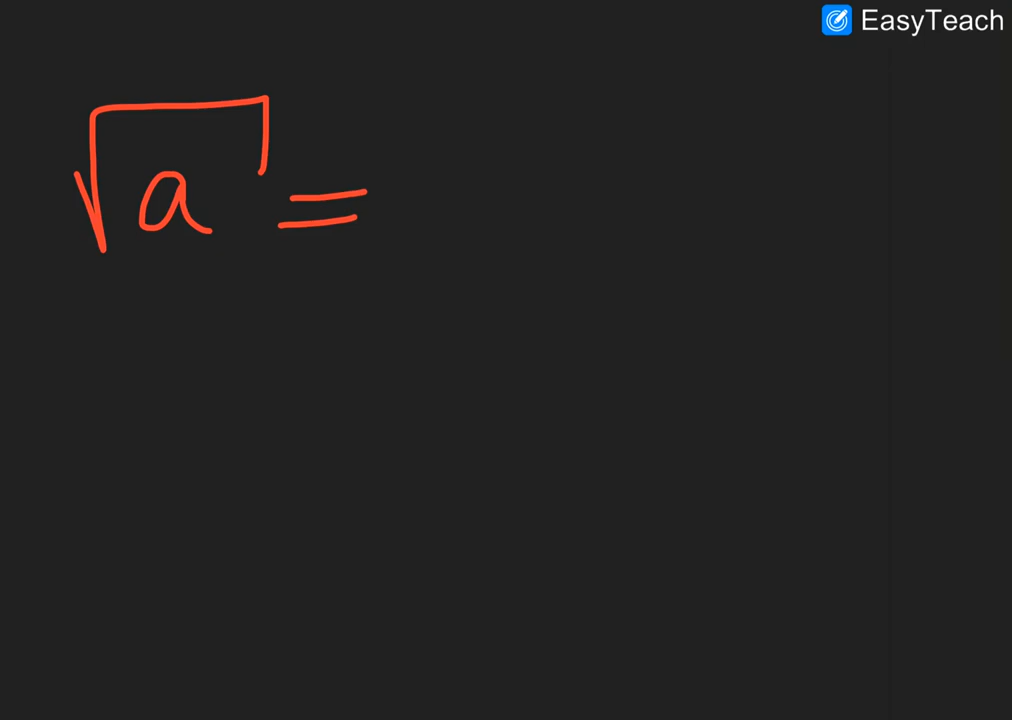 EasyTeach
√a =